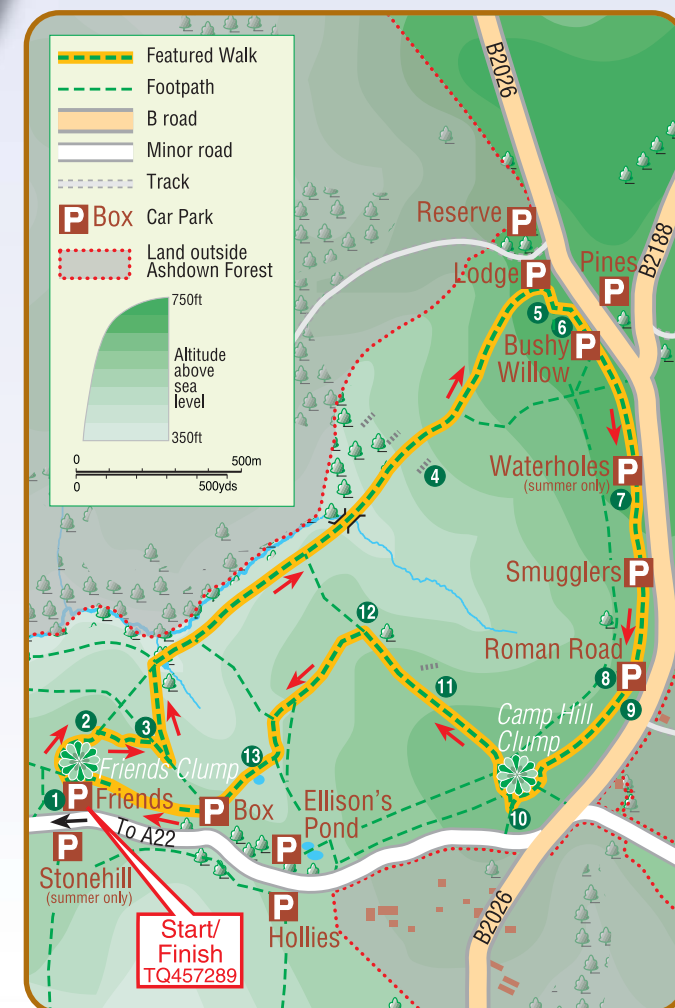 Featured Walk
Footpath
B road
Minor road
Track
P Box Car Park
Land outside
Ashdown Forest
750ft
Altitude
above
sea
level
350ft
0 500m
0 500yds
B2026
B2188
Reserve P
Lodge P
Pines
P
5
6
Bushy
Willow
P
4
Waterholes
(summer only)
P
7
Smugglers P
Roman Road
8
P
9
12
11
Camp Hill
Clump
10
2
3
13
Friends Clump
1
P Friends
P Box
Ellison's
Pond
P
To A22
P
Stonehill
(summer only)
P
Hollies
Start/
Finish
TQ457289
B2026